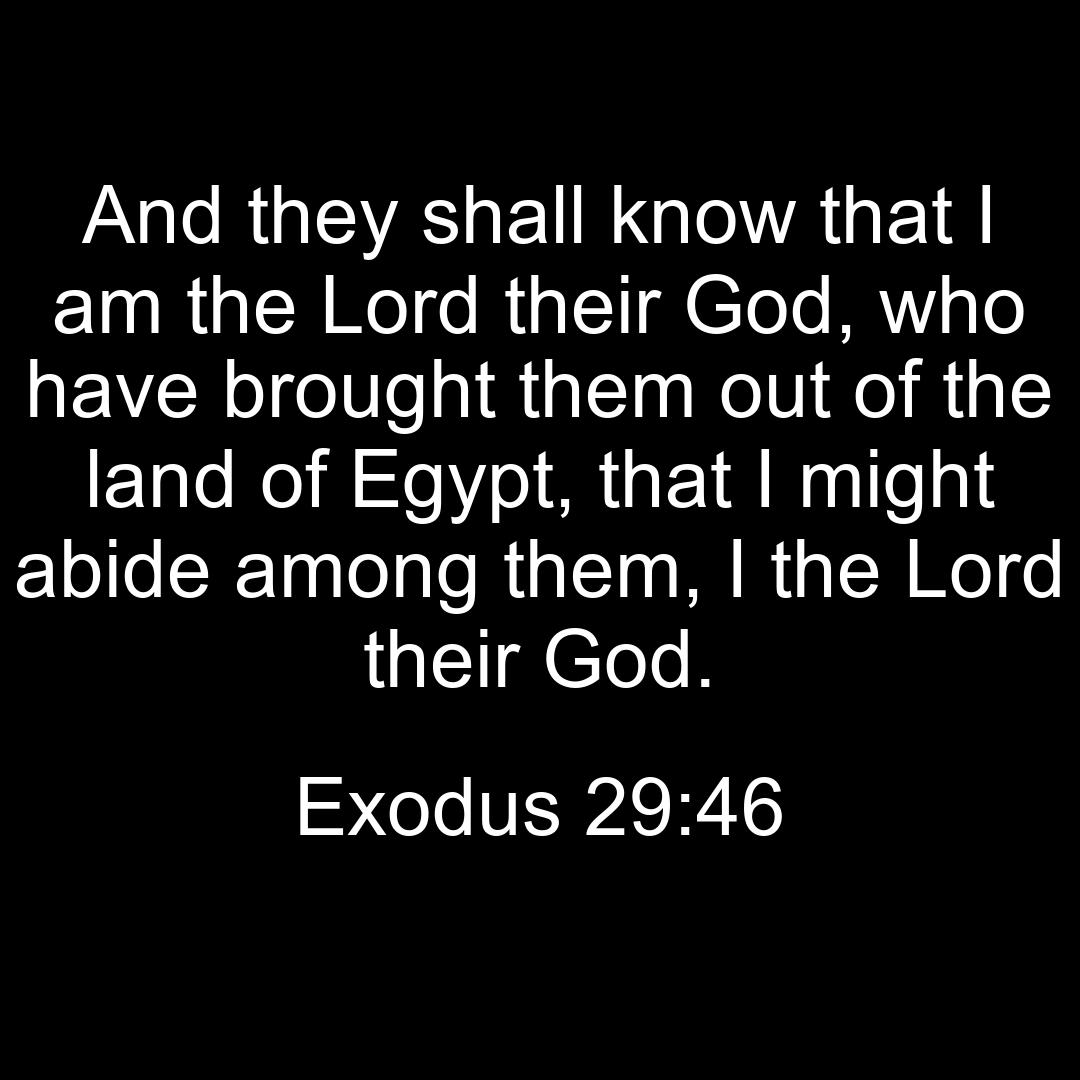 And they shall know that I
am the Lord their God, who
have brought them out of the
land of Egypt, that I might
abide among them, I the Lord
their God.
Exodus 29:46